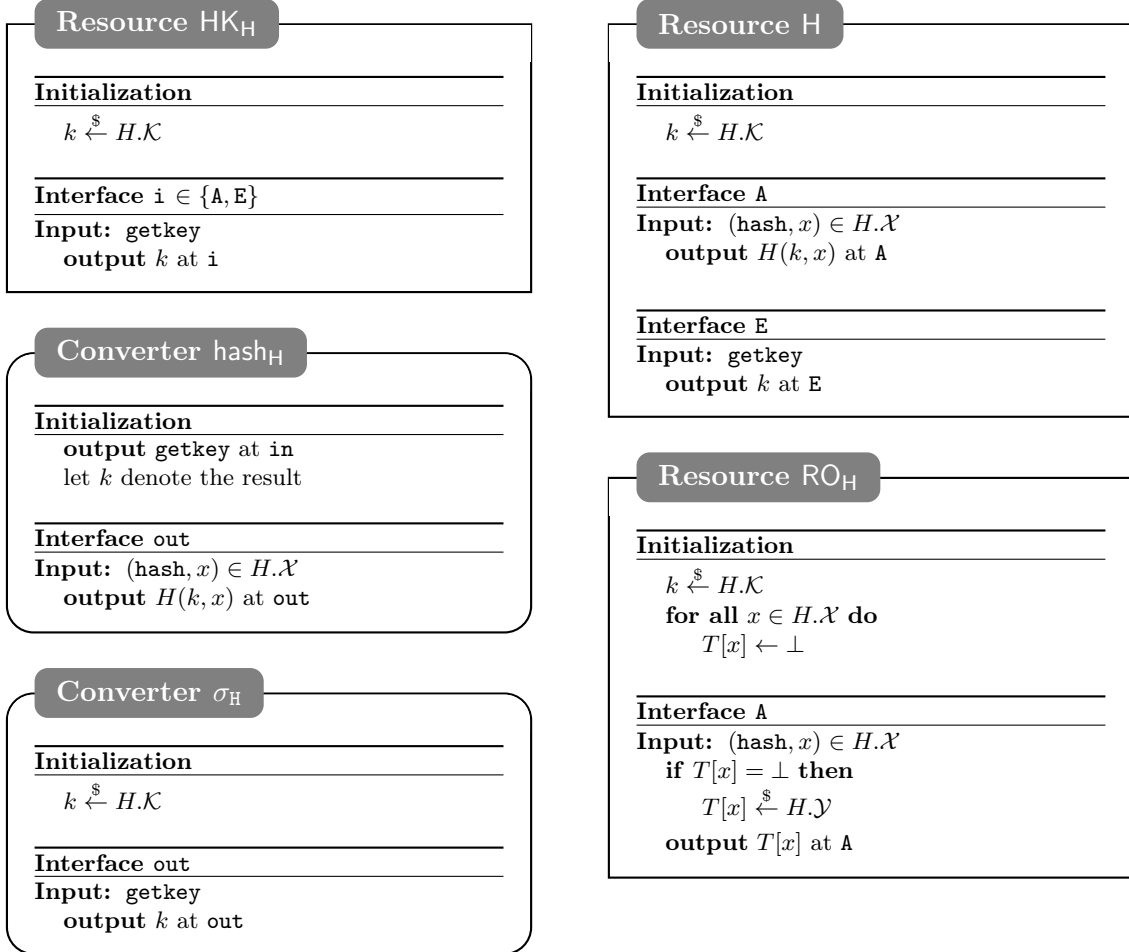 Resource HK_H
Initialization
k ←$ H.𝒦
Interface i ∈ {A, E}
Input: getkey
output k at i
Converter hash_H
Initialization
output getkey at in
let k denote the result
Interface out
Input: (hash, x) ∈ H.𝒳
output H(k, x) at out
Converter σ_H
Initialization
k ←$ H.𝒦
Interface out
Input: getkey
output k at out
Resource H
Initialization
k ←$ H.𝒦
Interface A
Input: (hash, x) ∈ H.𝒳
output H(k, x) at A
Interface E
Input: getkey
output k at E
Resource RO_H
Initialization
k ←$ H.𝒦
for all x ∈ H.𝒳 do
T[x] ← ⊥
Interface A
Input: (hash, x) ∈ H.𝒳
if T[x] = ⊥ then
T[x] ←$ H.𝒴
output T[x] at A